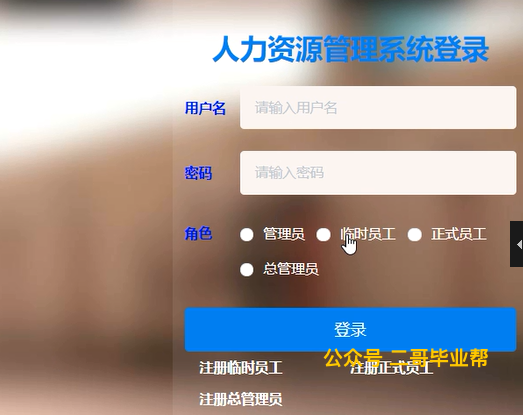 人力资源管理系统登录
用户名 请输入用户名
密码 请输入密码
角色 管理员 临时员工 正式员工
总管理员
登录
公众号 二哥毕业帮
注册临时员工 注册正式员工
注册总管理员